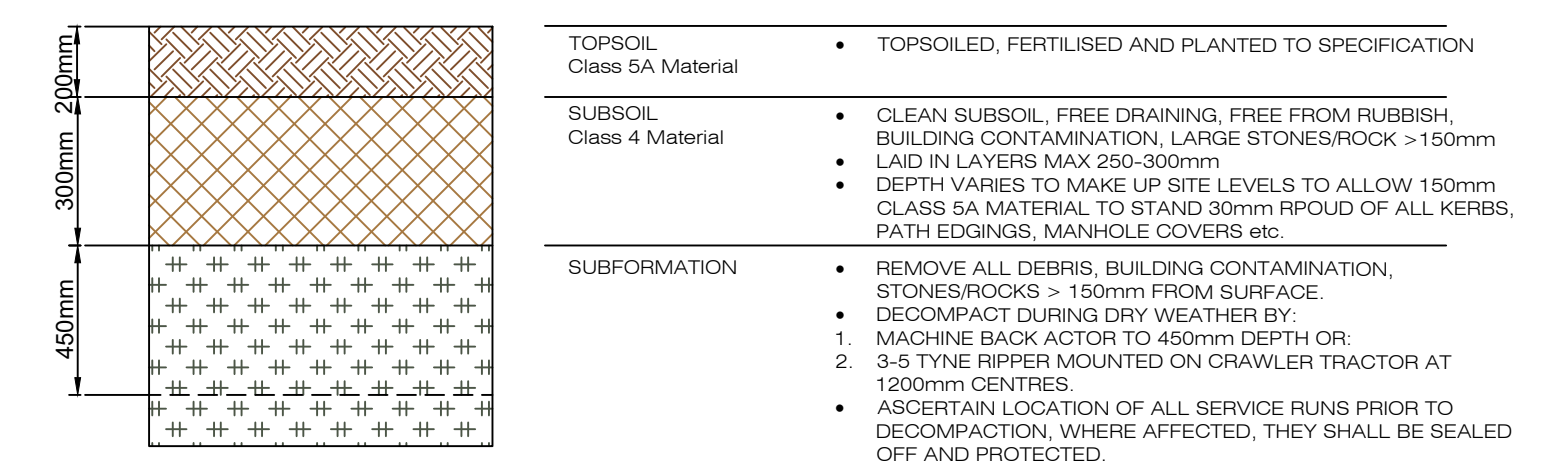 200mm
300mm
450mm
TOPSOIL
Class 5A Material
• TOPSOILED, FERTILISED AND PLANTED TO SPECIFICATION
SUBSOIL
Class 4 Material
• CLEAN SUBSOIL, FREE DRAINING, FREE FROM RUBBISH,
BUILDING CONTAMINATION, LARGE STONES/ROCK >150mm
• LAID IN LAYERS MAX 250-300mm
• DEPTH VARIES TO MAKE UP SITE LEVELS TO ALLOW 150mm
CLASS 5A MATERIAL TO STAND 30mm RPOUD OF ALL KERBS,
PATH EDGINGS, MANHOLE COVERS etc.
SUBFORMATION
• REMOVE ALL DEBRIS, BUILDING CONTAMINATION,
STONES/ROCKS > 150mm FROM SURFACE.
• DECOMPACT DURING DRY WEATHER BY:
1. MACHINE BACK ACTOR TO 450mm DEPTH OR:
2. 3-5 TYNE RIPPER MOUNTED ON CRAWLER TRACTOR AT
1200mm CENTRES.
• ASCERTAIN LOCATION OF ALL SERVICE RUNS PRIOR TO
DECOMPACTION, WHERE AFFECTED, THEY SHALL BE SEALED
OFF AND PROTECTED.